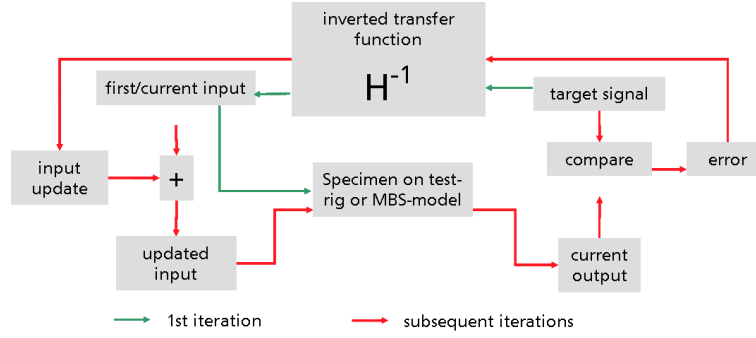 inverted transfer
function
H-1
first/current input
target signal
input
update
+
Specimen on test-
rig or MBS-model
compare
error
updated
input
current
output
1st iteration
subsequent iterations